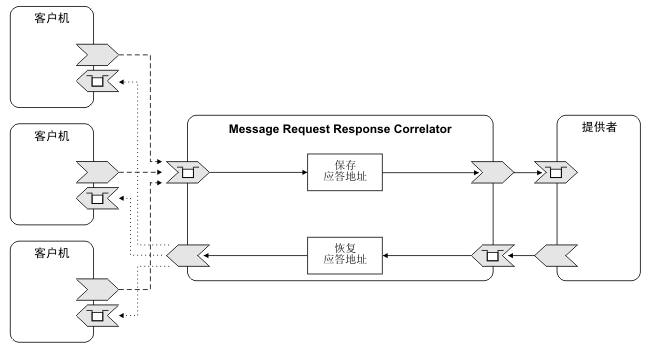 客户机
客户机
客户机
Message Request Response Correlator
保存
应答地址
恢复
应答地址
提供者